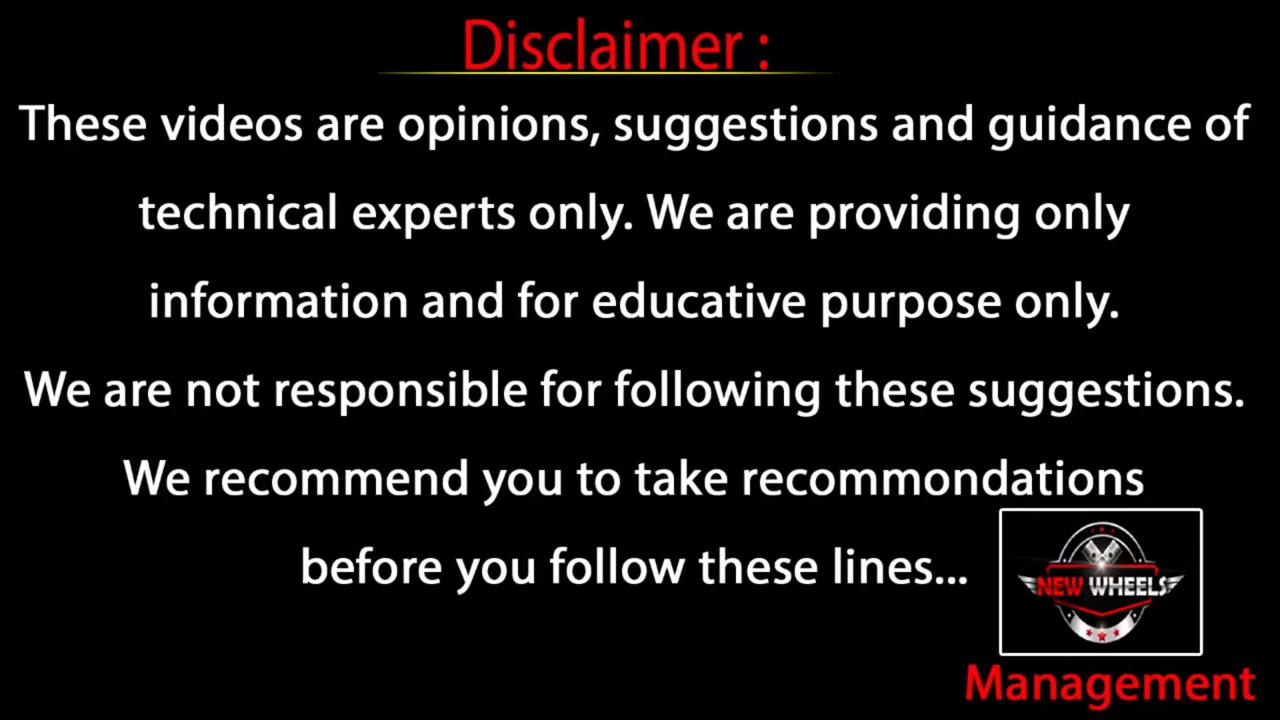 Disclaimer :
These videos are opinions, suggestions and guidance of
technical experts only. We are providing only
information and for educative purpose only.
We are not responsible for following these suggestions.
We recommend you to take recommondations
before you follow these lines...
NEW WHEELS
Management